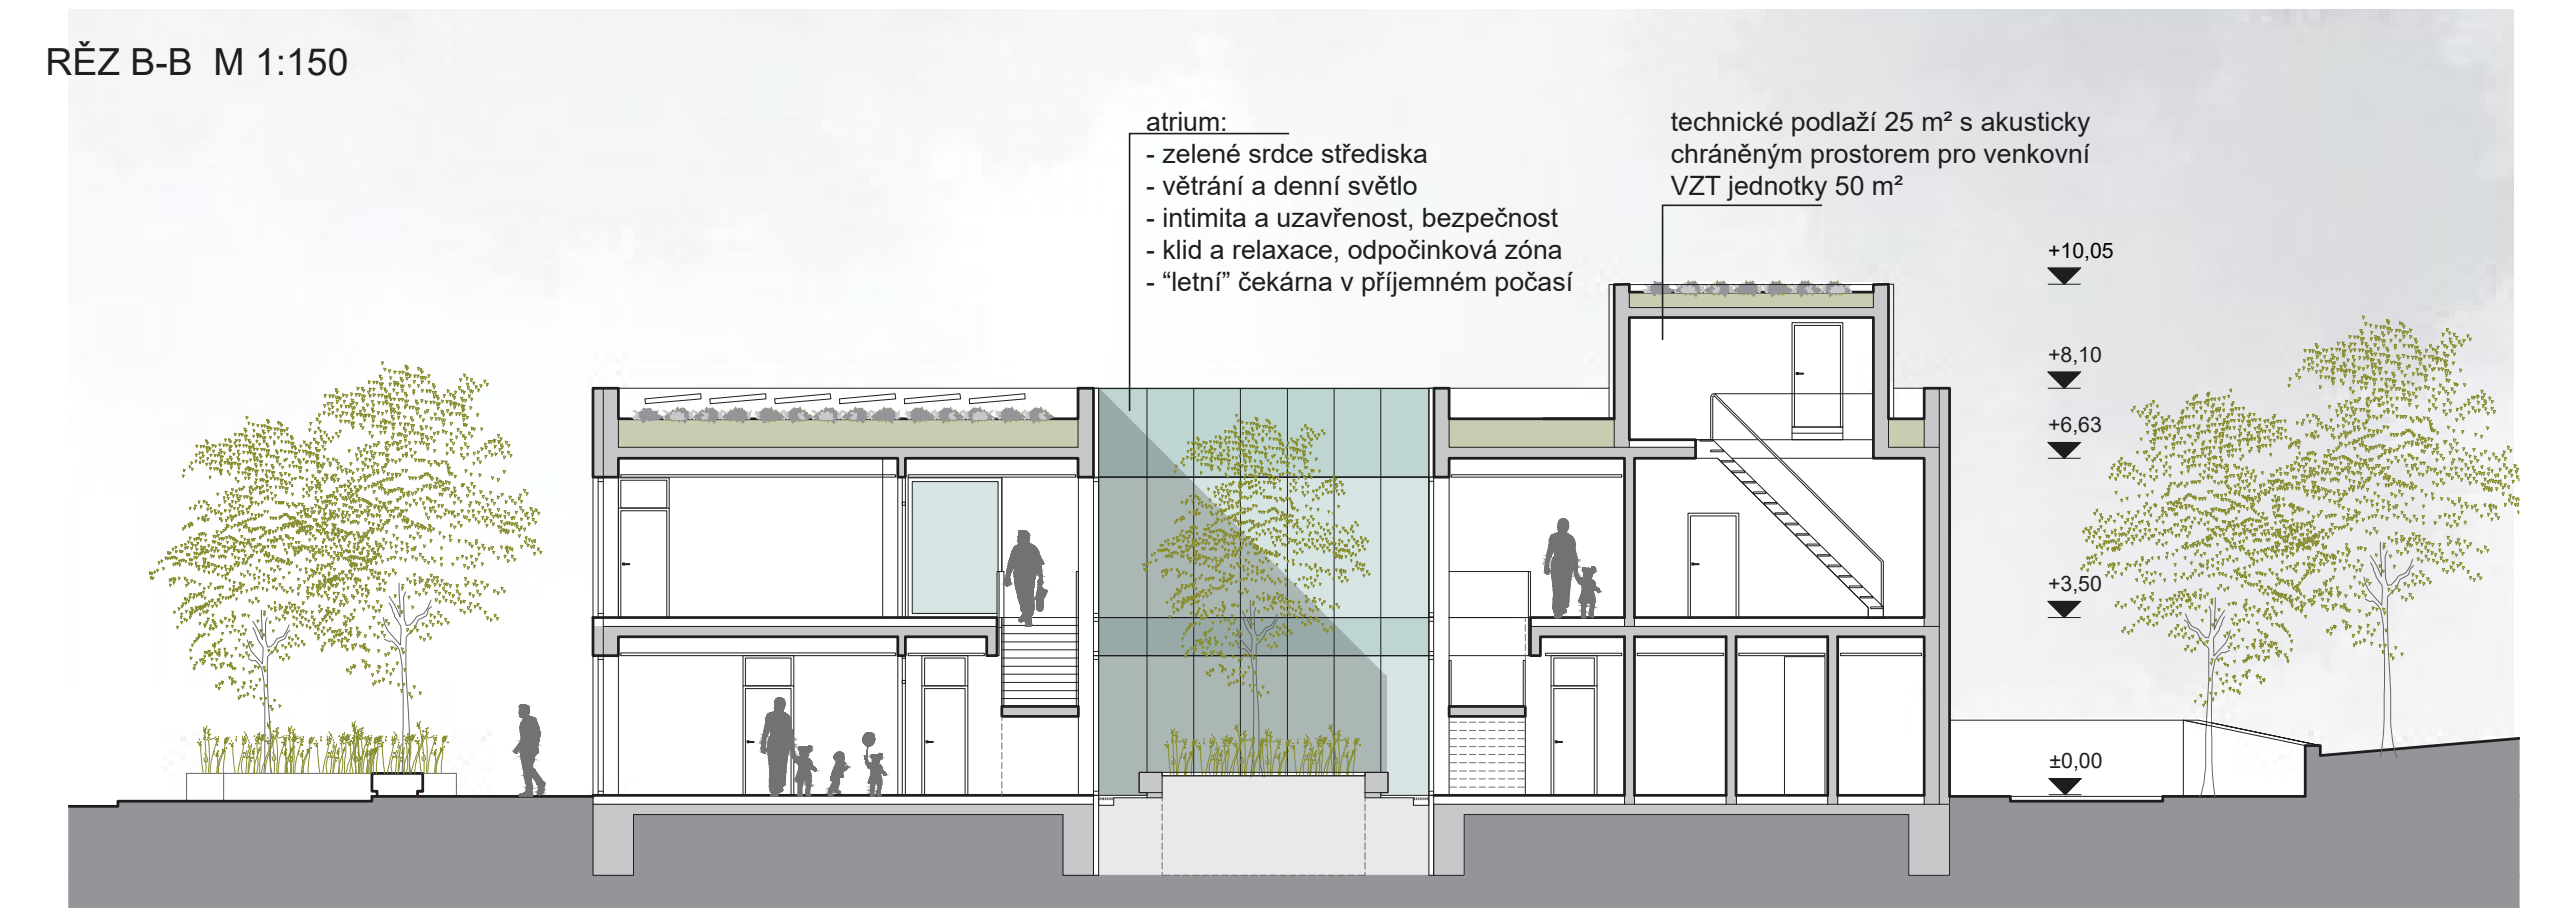 RĚZ B-B  M 1:150
atrium:
- zelené srdce střediska
- větrání a denní světlo
- intimita a uzavřenost, bezpečnost
- klid a relaxace, odpočinková zóna
- “letní” čekárna v příjemném počasí
technické podlaží 25 m² s akusticky
chráněným prostorem pro venkovní
VZT jednotky 50 m²
+10,05
+8,10
+6,63
+3,50
±0,00